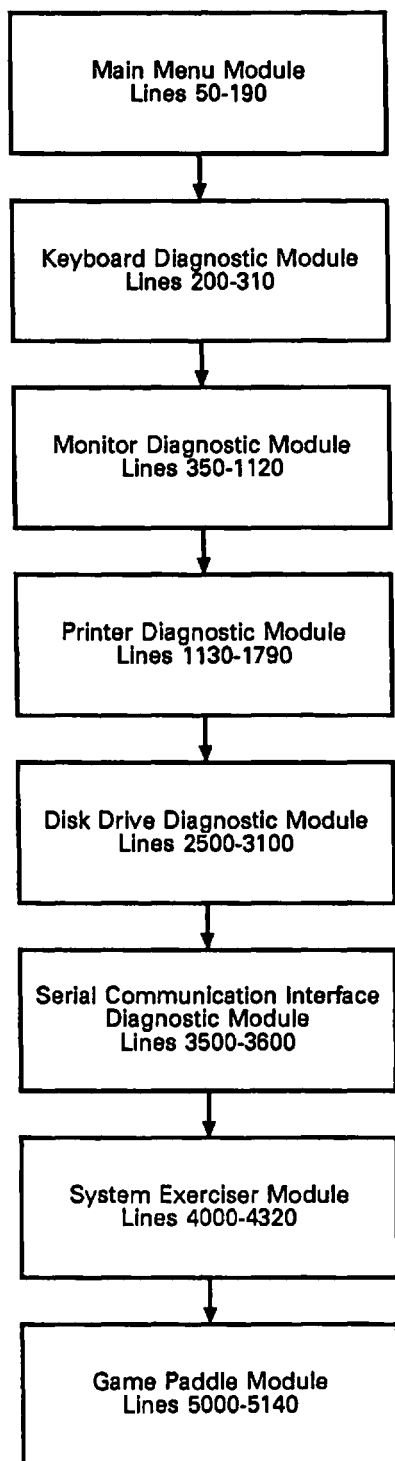 Main Menu Module
Lines 50-190
Keyboard Diagnostic Module
Lines 200-310
Monitor Diagnostic Module
Lines 350-1120
Printer Diagnostic Module
Lines 1130-1790
Disk Drive Diagnostic Module
Lines 2500-3100
Serial Communication Interface
Diagnostic Module
Lines 3500-3600
System Exerciser Module
Lines 4000-4320
Game Paddle Module
Lines 5000-5140